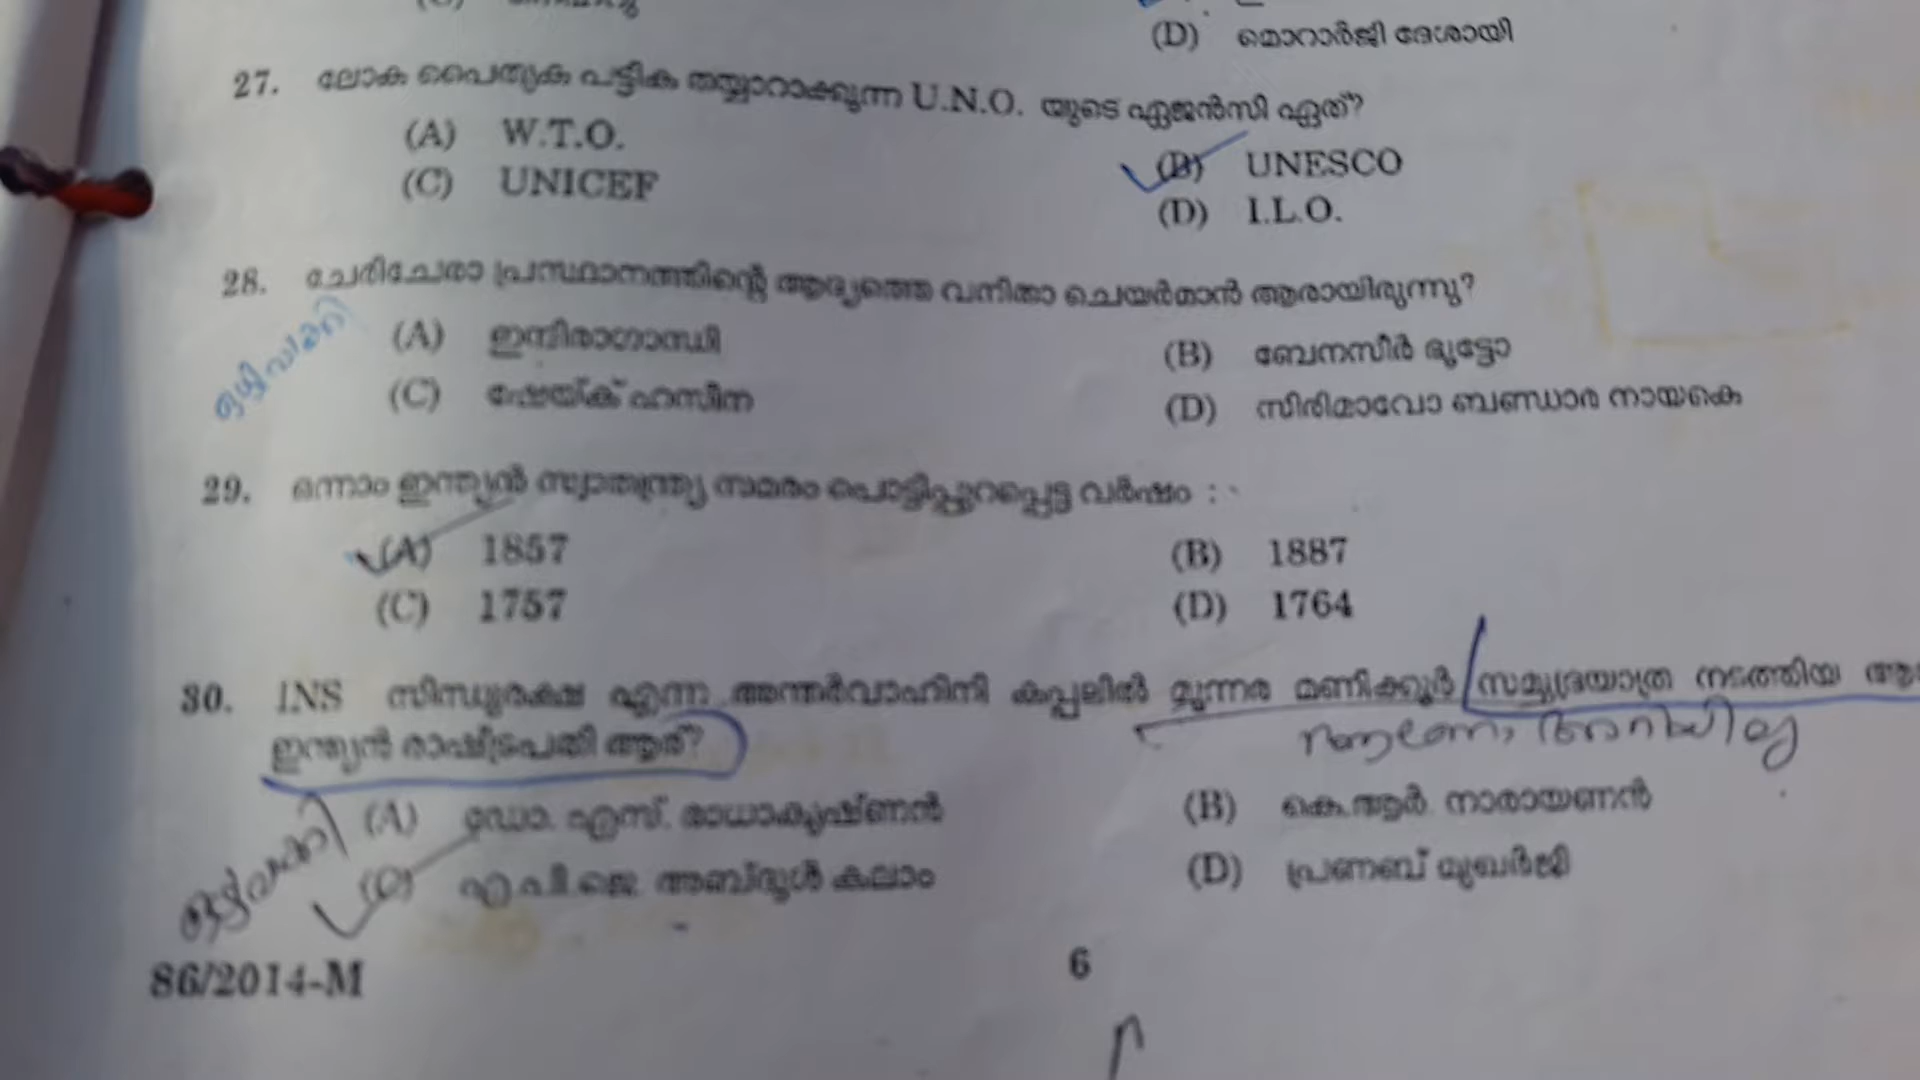 (D) മൊറാർജി ദേശായി
27. ലോക പൈതൃക പട്ടിക തയ്യാറാക്കുന്ന U.N.O. യുടെ ഏജൻസി ഏത്?
(A) W.T.O.
(B) UNESCO
(C) UNICEF
(D) I.L.O.
28. ചേരിചേരാ പ്രസ്ഥാനത്തിന്റെ ആദ്യത്തെ വനിതാ ചെയർമാൻ ആരായിരുന്നു?
ഒഴിവാക്കി
(A) ഇന്ദിരാഗാന്ധി
(B) ബേനസീർ ഭൂട്ടോ
(C) ഷേയ്ക് ഹസീന
(D) സിരിമാവോ ബണ്ഡാര നായകെ
29. ഒന്നാം ഇന്ത്യൻ സ്വാതന്ത്ര്യ സമരം പൊട്ടിപ്പുറപ്പെട്ട വർഷം :
(A) 1857
(B) 1887
(C) 1757
(D) 1764
30. INS സിന്ധുരക്ഷ എന്ന അന്തർവാഹിനി കപ്പലിൽ മൂന്നര മണിക്കൂർ സമുദ്രയാത്ര നടത്തിയ
ഇന്ത്യൻ രാഷ്ട്രപതി ആര്?
(A) ഡോ. എസ്. രാധാകൃഷ്ണൻ
(B) കെ.ആർ. നാരായണൻ
ഒഴിവാക്കി
(C) എ.പി.ജെ. അബ്ദുൾ കലാം
(D) പ്രണബ് മുഖർജി
86/2014-M
6